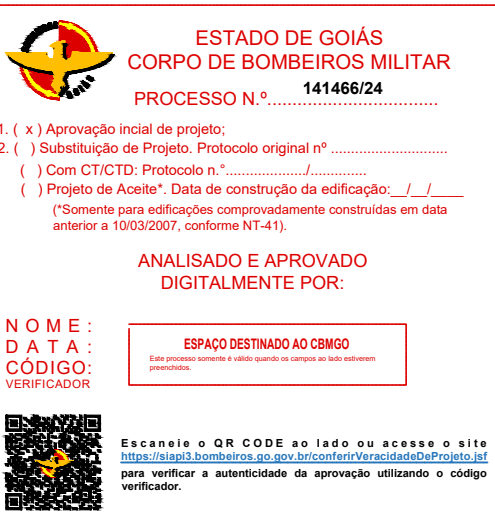 ESTADO DE GOIÁS
CORPO DE BOMBEIROS MILITAR
PROCESSO N.º.................................. 141466/24
1. ( x ) Aprovação incial de projeto;
2. ( ) Substituição de Projeto. Protocolo original nº ..............................
( ) Com CT/CTD: Protocolo n.°...................../..............
( ) Projeto de Aceite*. Data de construção da edificação:__/__/____
(*Somente para edificações comprovadamente construídas em data
anterior a 10/03/2007, conforme NT-41).
ANALISADO E APROVADO
DIGITALMENTE POR:
NOME:
DATA:
CÓDIGO:
VERIFICADOR
ESPAÇO DESTINADO AO CBMGO
Este processo somente é válido quando os campos ao lado estiverem
preenchidos.
Escaneie o QR CODE ao lado ou acesse o site
https://siapi3.bombeiros.go.gov.br/conferirVeracidadeDeProjeto.jsf
para verificar a autenticidade da aprovação utilizando o código
verificador.